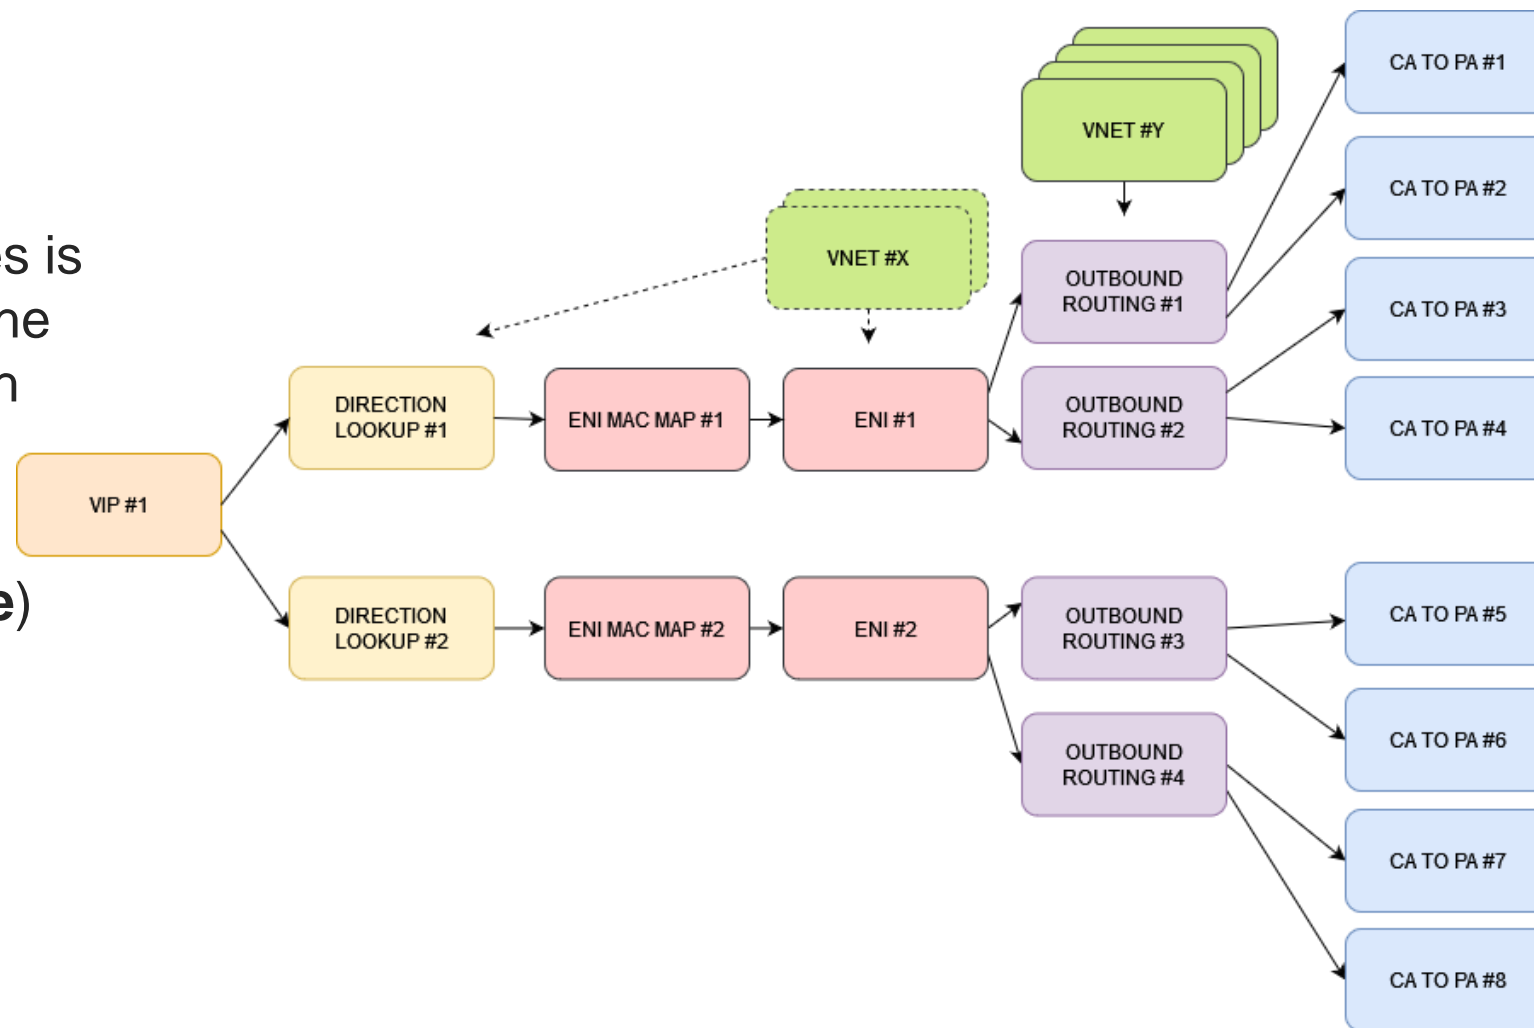 es is
ne
n
e)
VIP #1
DIRECTION
LOOKUP #1
DIRECTION
LOOKUP #2
ENI MAC MAP #1
ENI MAC MAP #2
VNET #X
ENI #1
ENI #2
VNET #Y
OUTBOUND
ROUTING #1
OUTBOUND
ROUTING #2
OUTBOUND
ROUTING #3
OUTBOUND
ROUTING #4
CA TO PA #1
CA TO PA #2
CA TO PA #3
CA TO PA #4
CA TO PA #5
CA TO PA #6
CA TO PA #7
CA TO PA #8